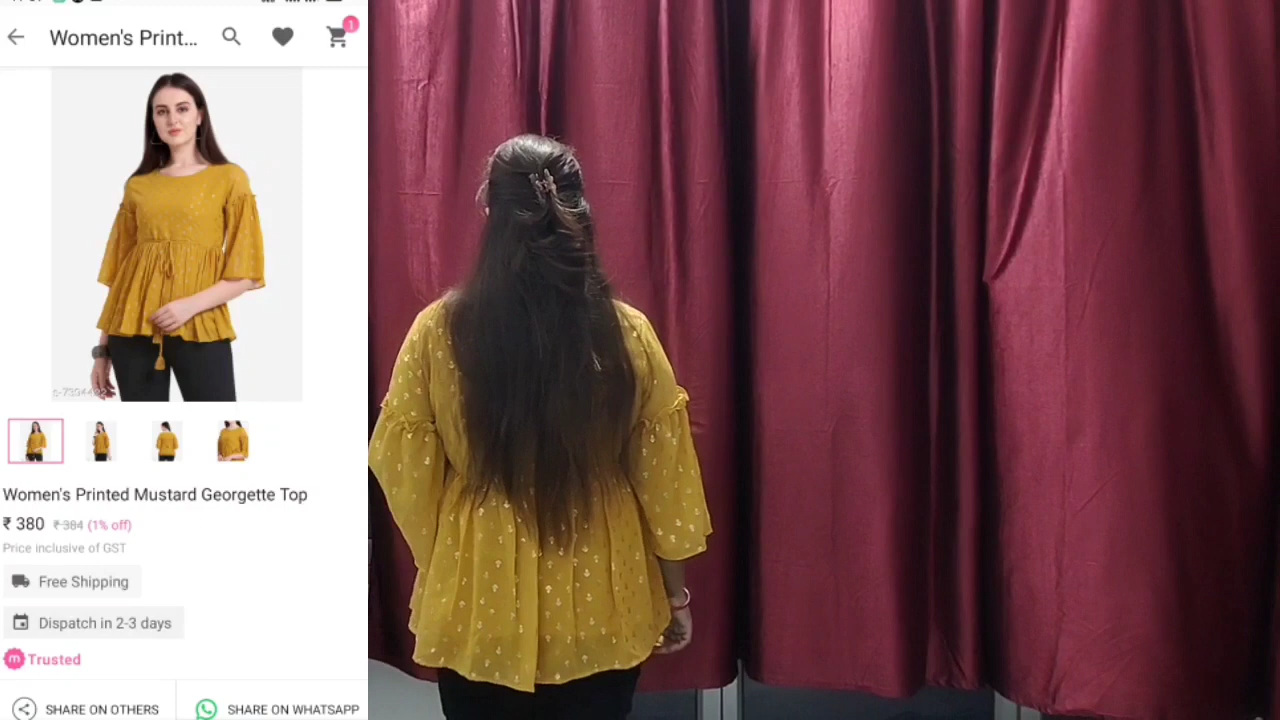 Women's Print...
1
Women's Printed Mustard Georgette Top
₹ 380 ₹ 384 (1% off)
Price inclusive of GST
Free Shipping
Dispatch in 2-3 days
m Trusted
SHARE ON OTHERS
SHARE ON WHATSAPP